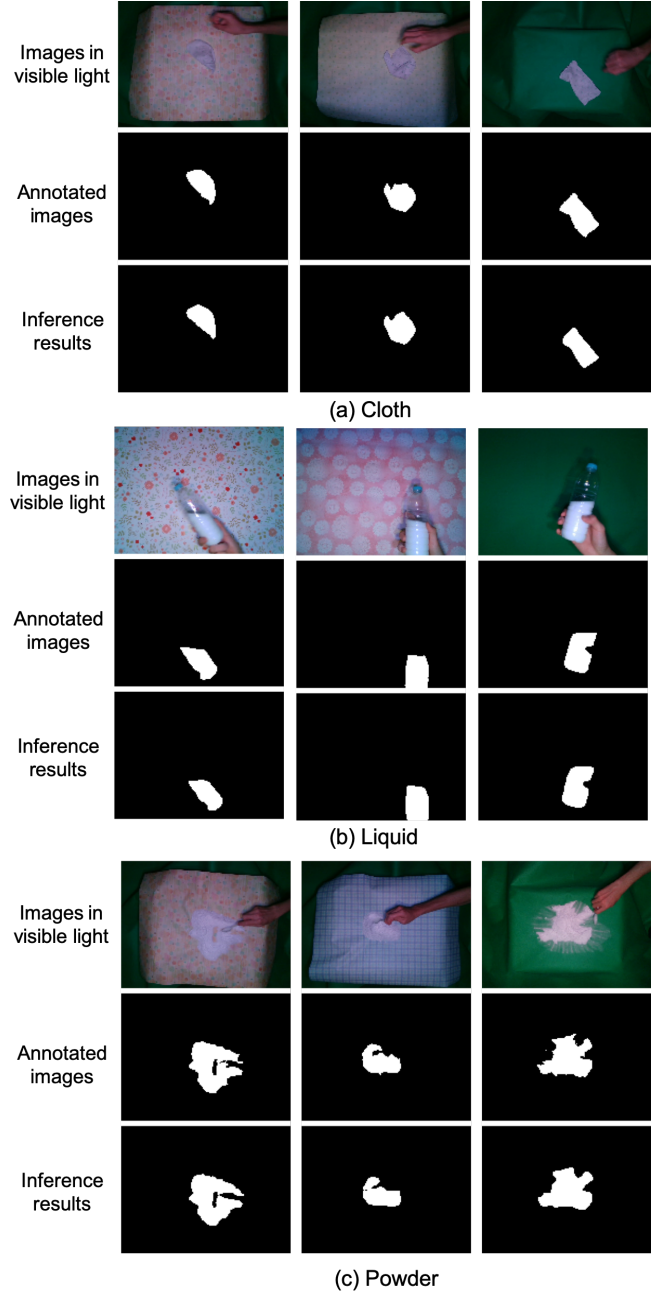 Images in
visible light
Annotated
images
Inference
results
(a) Cloth
Images in
visible light
Annotated
images
Inference
results
(b) Liquid
Images in
visible light
Annotated
images
Inference
results
(c) Powder